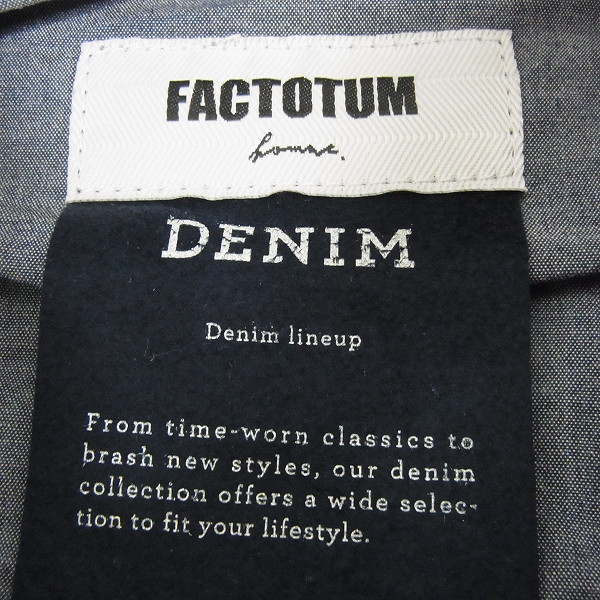 FACTOTUM
homme.
DENIM
Denim lineup
From time-worn classics to
brash new styles, our denim
collection offers a wide selec-
tion to fit your lifestyle.